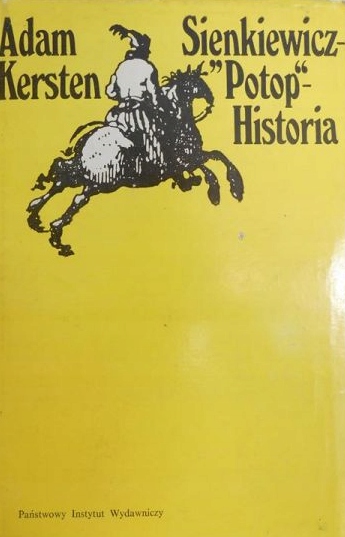 Adam
Kersten
Sienkiewicz-
"Potop"-
Historia
Państwowy Instytut Wydawniczy